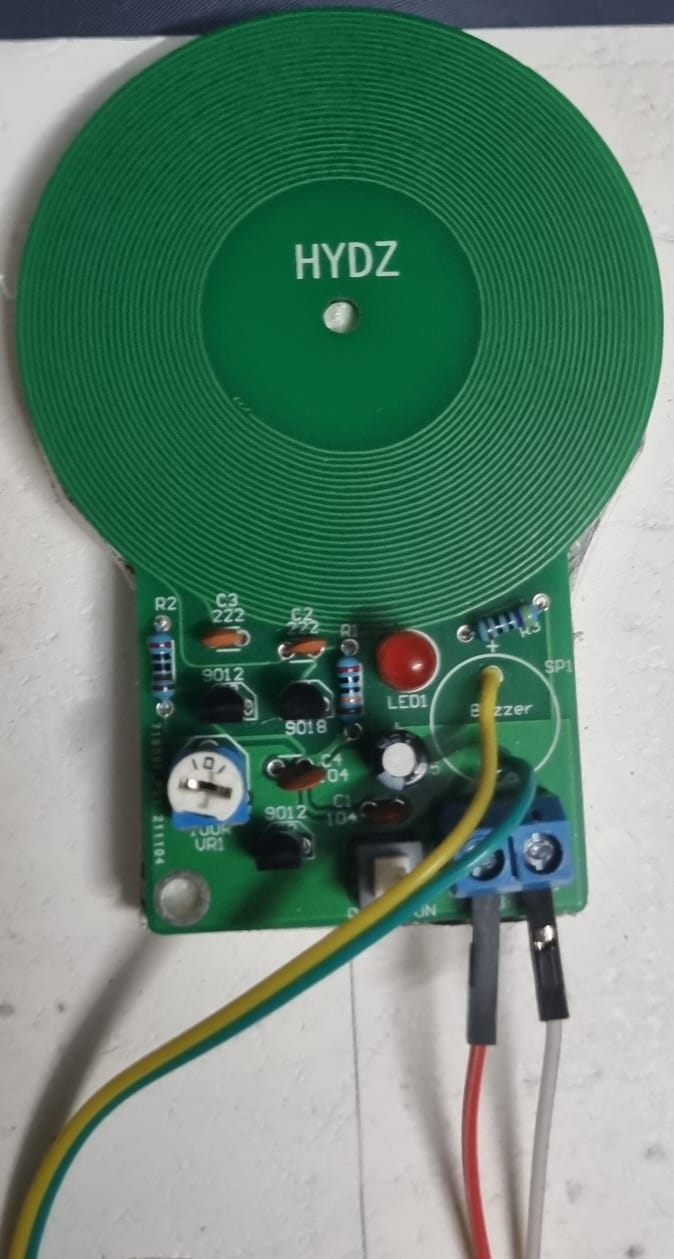 HYDZ
R2
C3
222
C2
222
R1
R3
+
SP1
9012
LED1
Buzzer
9018
C4
104
C1
104
9012
VR1
211104